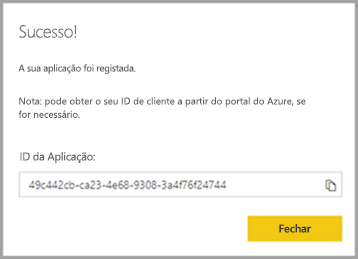 Sucesso!
A sua aplicação foi registada.
Nota: pode obter o seu ID de cliente a partir do portal do Azure, se
for necessário.
ID da Aplicação:
49c442cb-ca23-4e68-9308-3a4f76f24744
Fechar